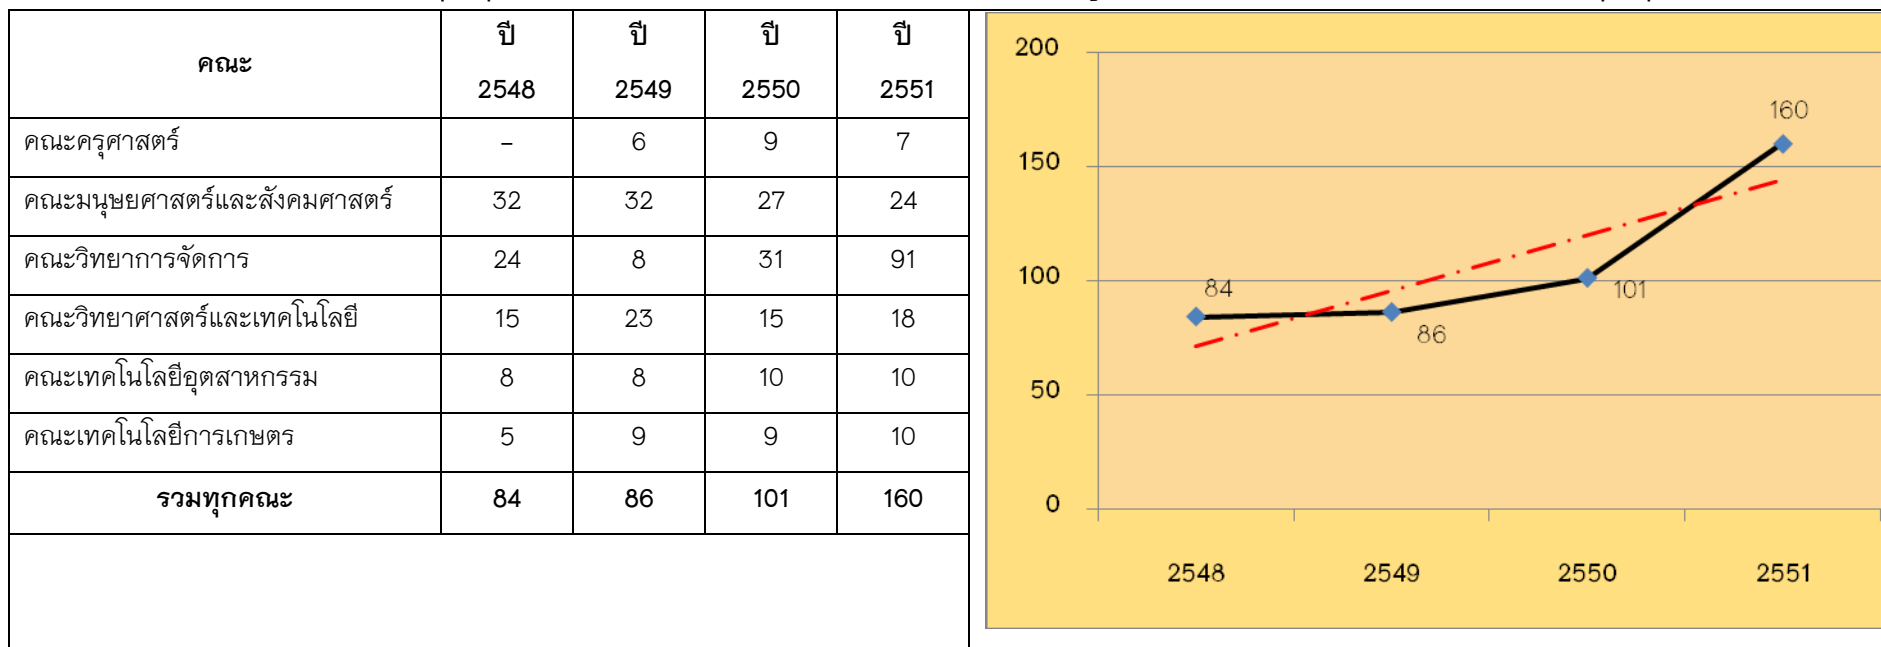 คณะ ปี 2548 ปี 2549 ปี 2550 ปี 2551
คณะครุศาสตร์ – 6 9 7
คณะมนุษยศาสตร์และสังคมศาสตร์ 32 32 27 24
คณะวิทยาการจัดการ 24 8 31 91
คณะวิทยาศาสตร์และเทคโนโลยี 15 23 15 18
คณะเทคโนโลยีอุตสาหกรรม 8 8 10 10
คณะเทคโนโลยีการเกษตร 5 9 9 10
รวมทุกคณะ 84 86 101 160
200
150
100
50
0
84
86
101
160
2548 2549 2550 2551